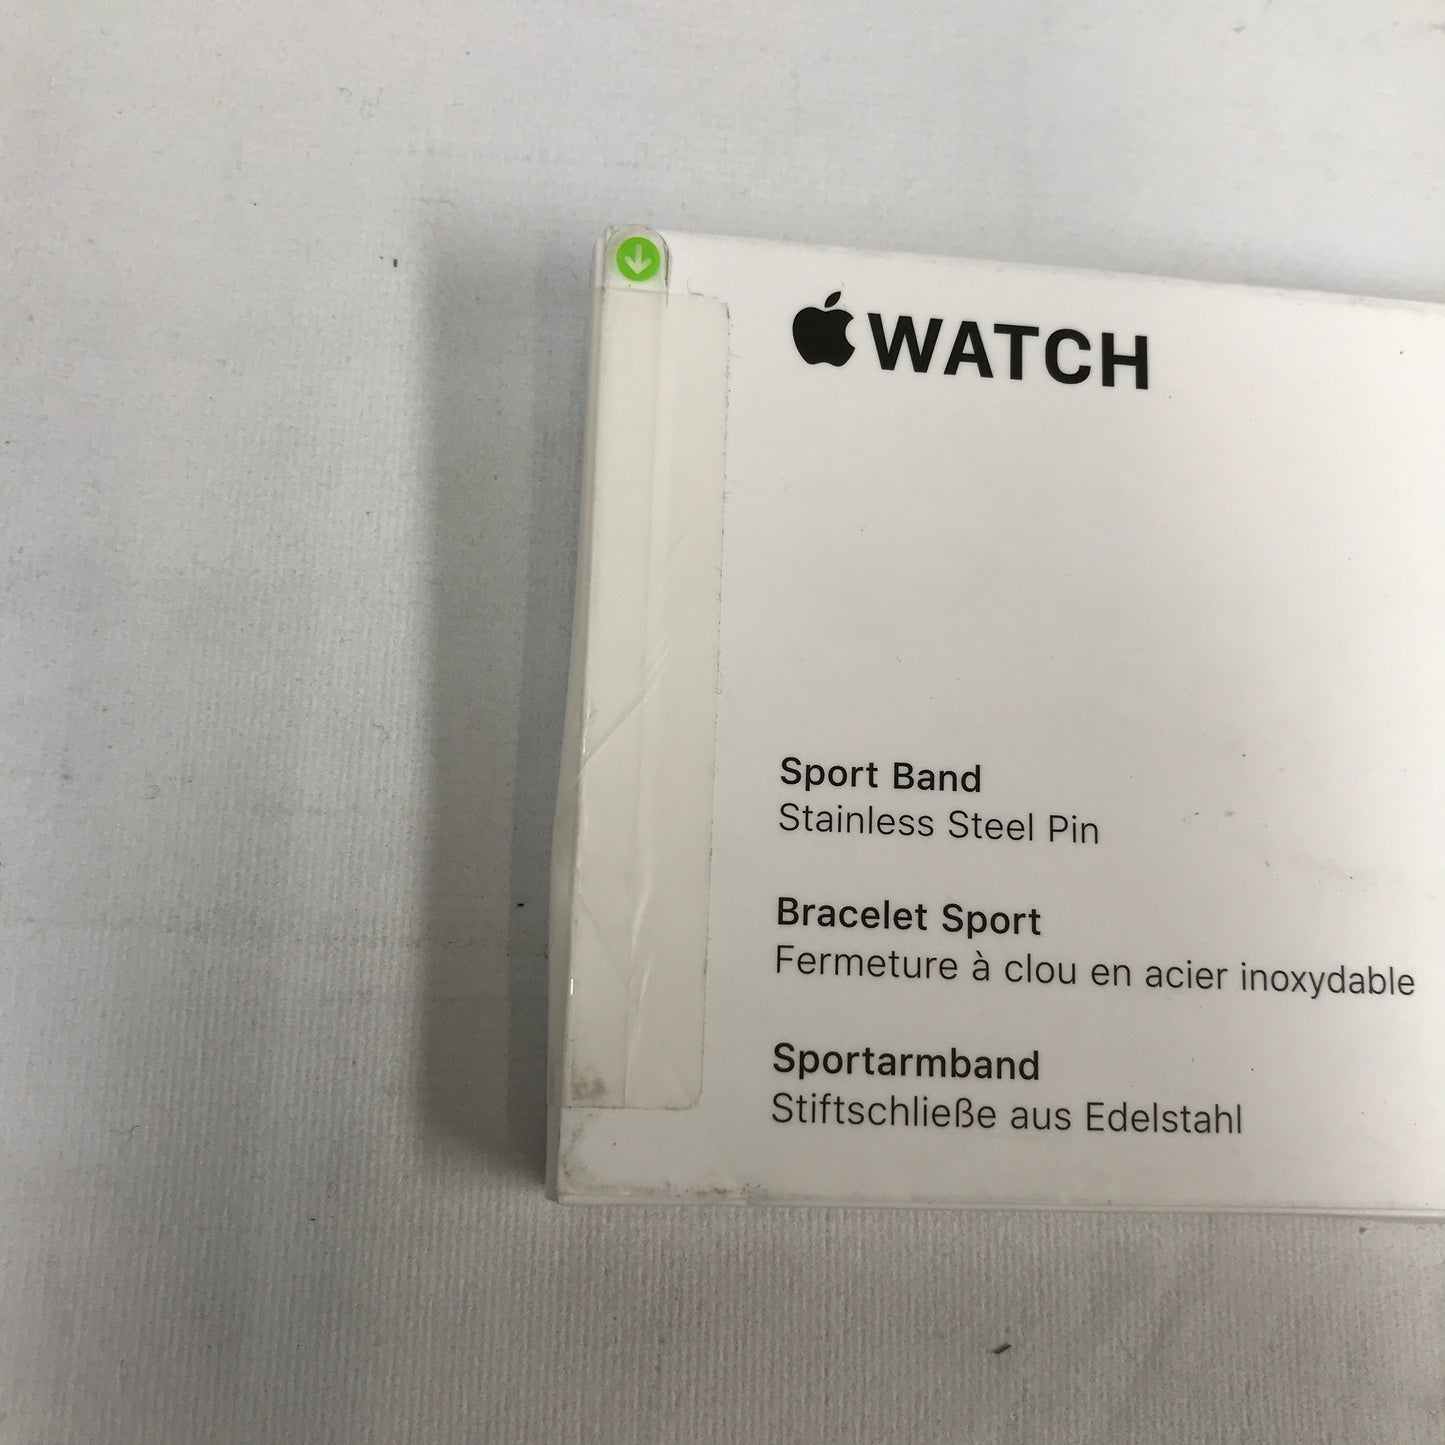 WATCH
Sport Band
Stainless Steel Pin
Bracelet Sport
Fermeture à clou en acier inoxydable
Sportarmband
Stiftschließe aus Edelstahl